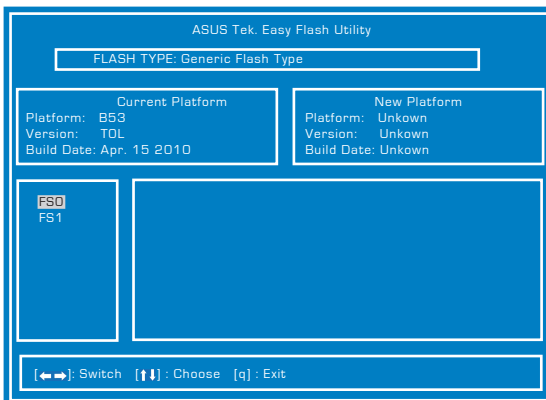 ASUS Tek. Easy Flash Utility
FLASH TYPE: Generic Flash Type
Current Platform
Platform: B53
Version: TOL
Build Date: Apr. 15 2010
New Platform
Platform: Unkown
Version: Unkown
Build Date: Unkown
FS0
FS1
[←→]: Switch [↑↓] : Choose [q] : Exit